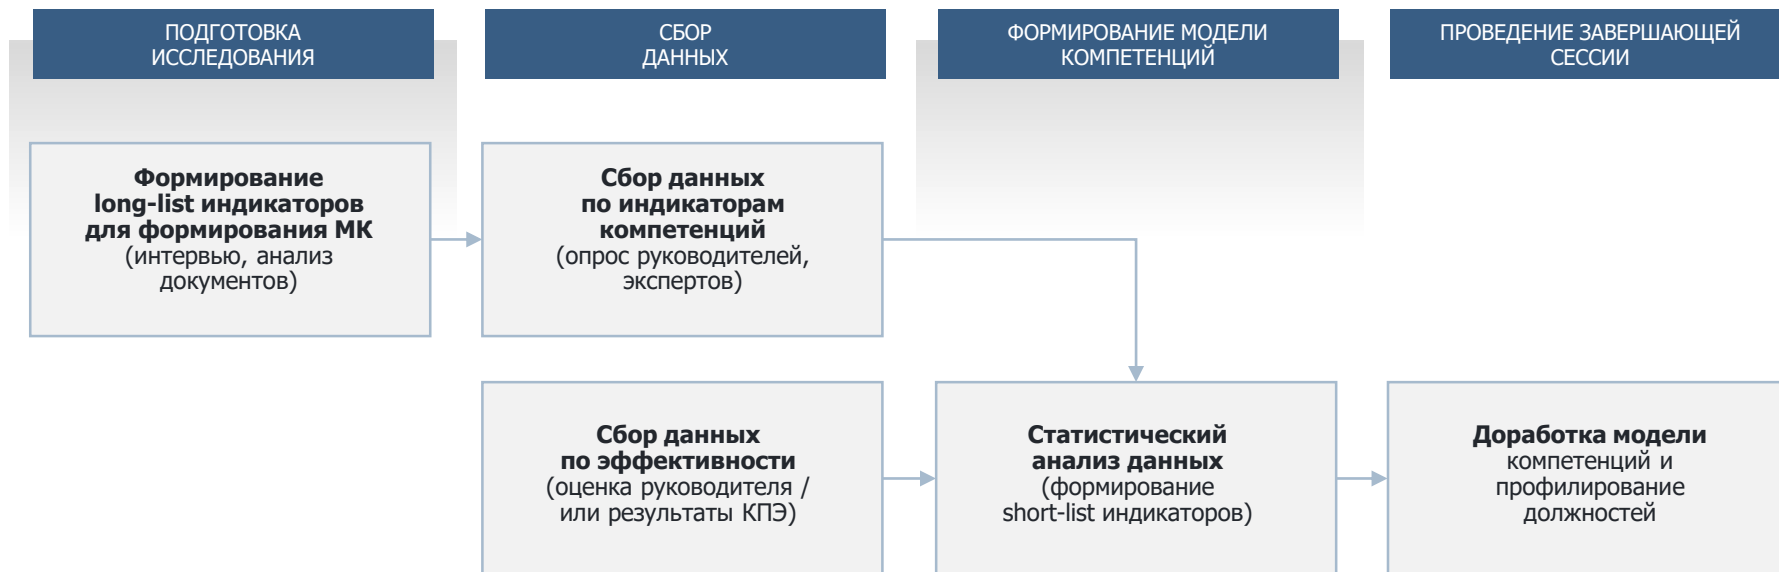 ПОДГОТОВКА
ИССЛЕДОВАНИЯ
СБОР
ДАННЫХ
ФОРМИРОВАНИЕ МОДЕЛИ
КОМПЕТЕНЦИЙ
ПРОВЕДЕНИЕ ЗАВЕРШАЮЩЕЙ
СЕССИИ
Формирование
long-list индикаторов
для формирования МК
(интервью, анализ
документов)
Сбор данных
по индикаторам
компетенций
(опрос руководителей,
экспертов)
Сбор данных
по эффективности
(оценка руководителя /
или результаты КПЭ)
Статистический
анализ данных
(формирование
short-list индикаторов)
Доработка модели
компетенций и
профилирование
должностей